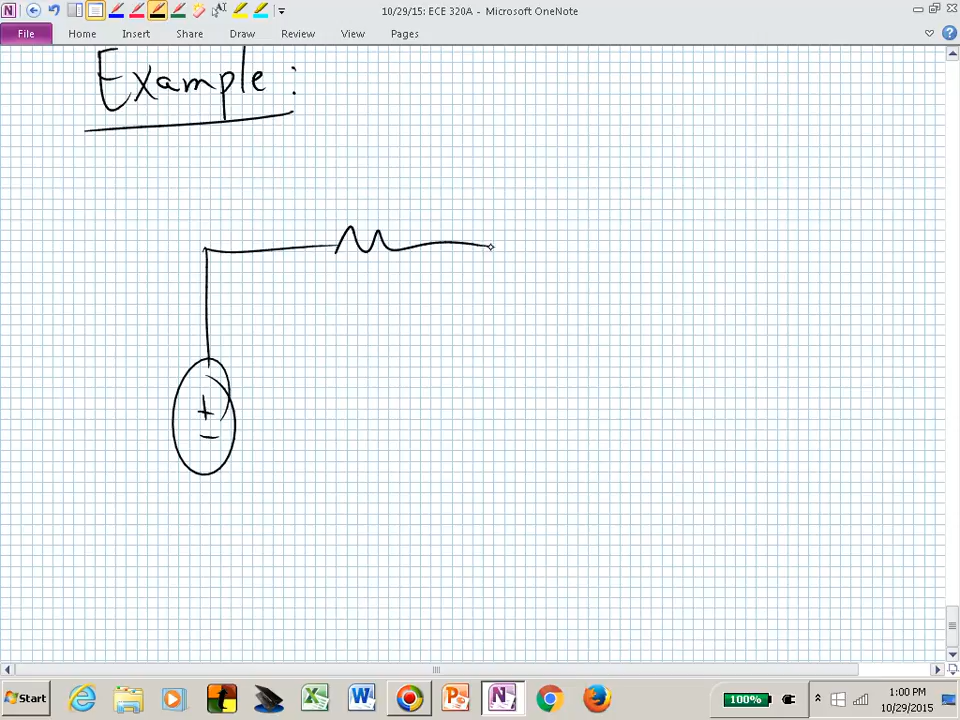 10/29/15: ECE 320A - Microsoft OneNote
File Home Insert Share Draw Review View Pages
Example:
+
−
Start
100%
1:00 PM
10/29/2015